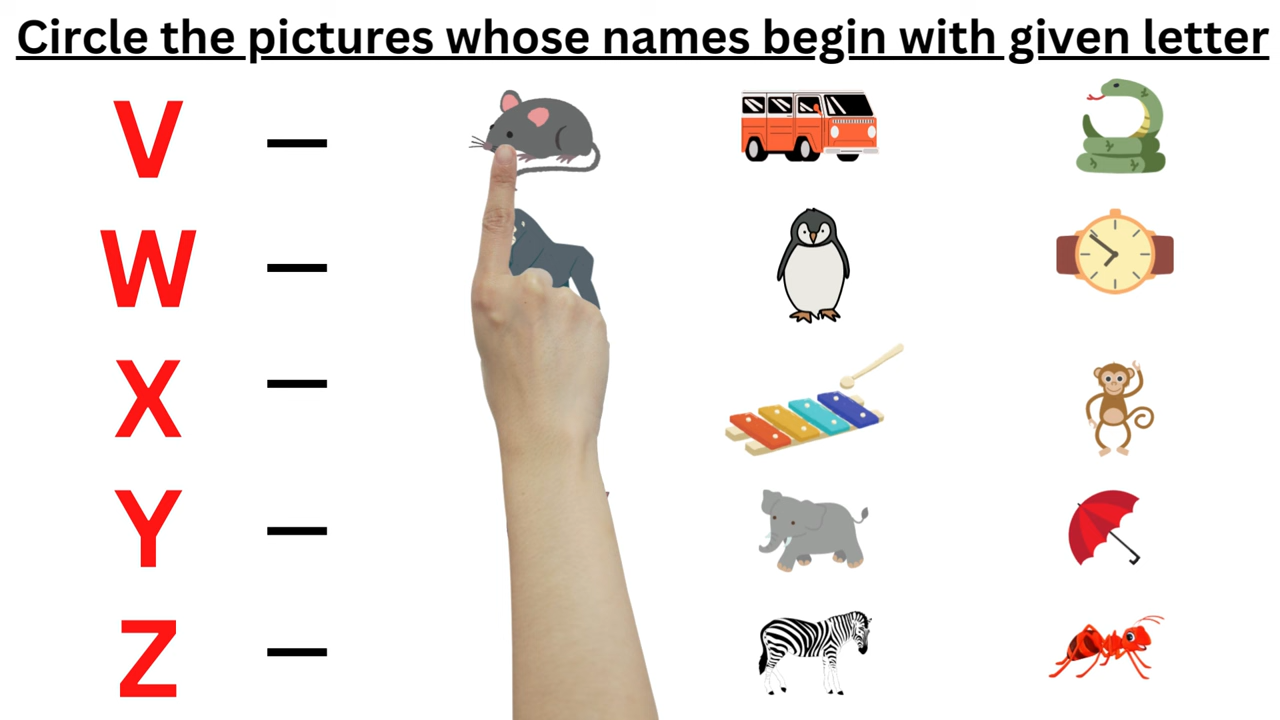 Circle the pictures whose names begin with given letter
V —
W —
X —
Y —
Z —